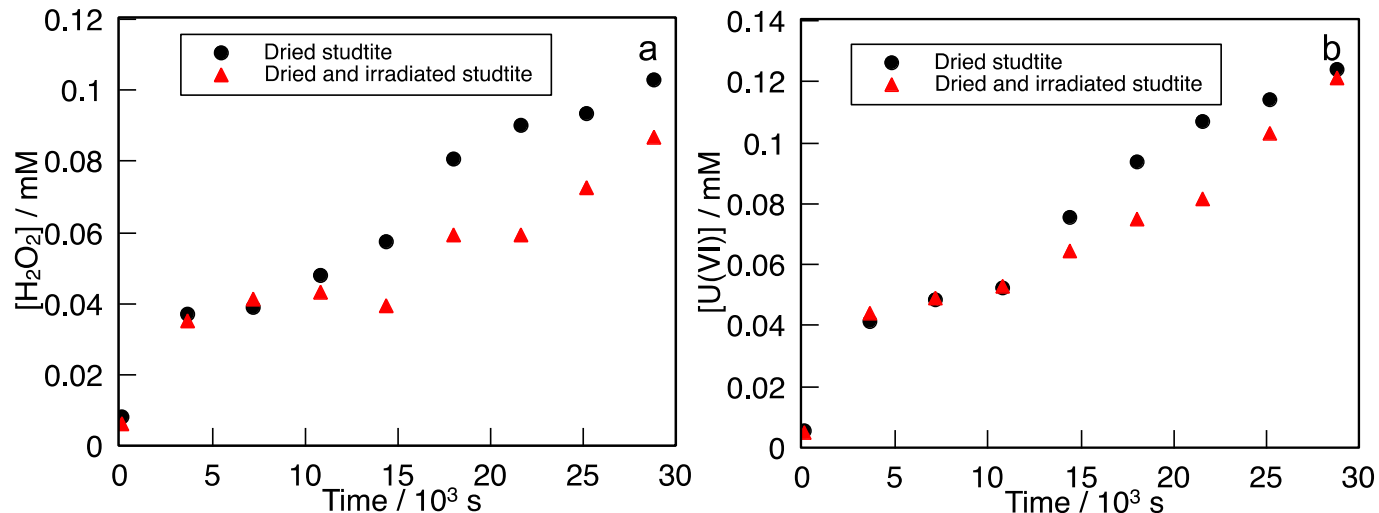 a
Dried studtite
Dried and irradiated studtite
[H₂O₂] / mM
0.12
0.1
0.08
0.06
0.04
0.02
0
0 5 10 15 20 25 30
Time / 10³ s
b
Dried studtite
Dried and irradiated studtite
[U(VI)] / mM
0.14
0.12
0.1
0.08
0.06
0.04
0.02
0
0 5 10 15 20 25 30
Time / 10³ s